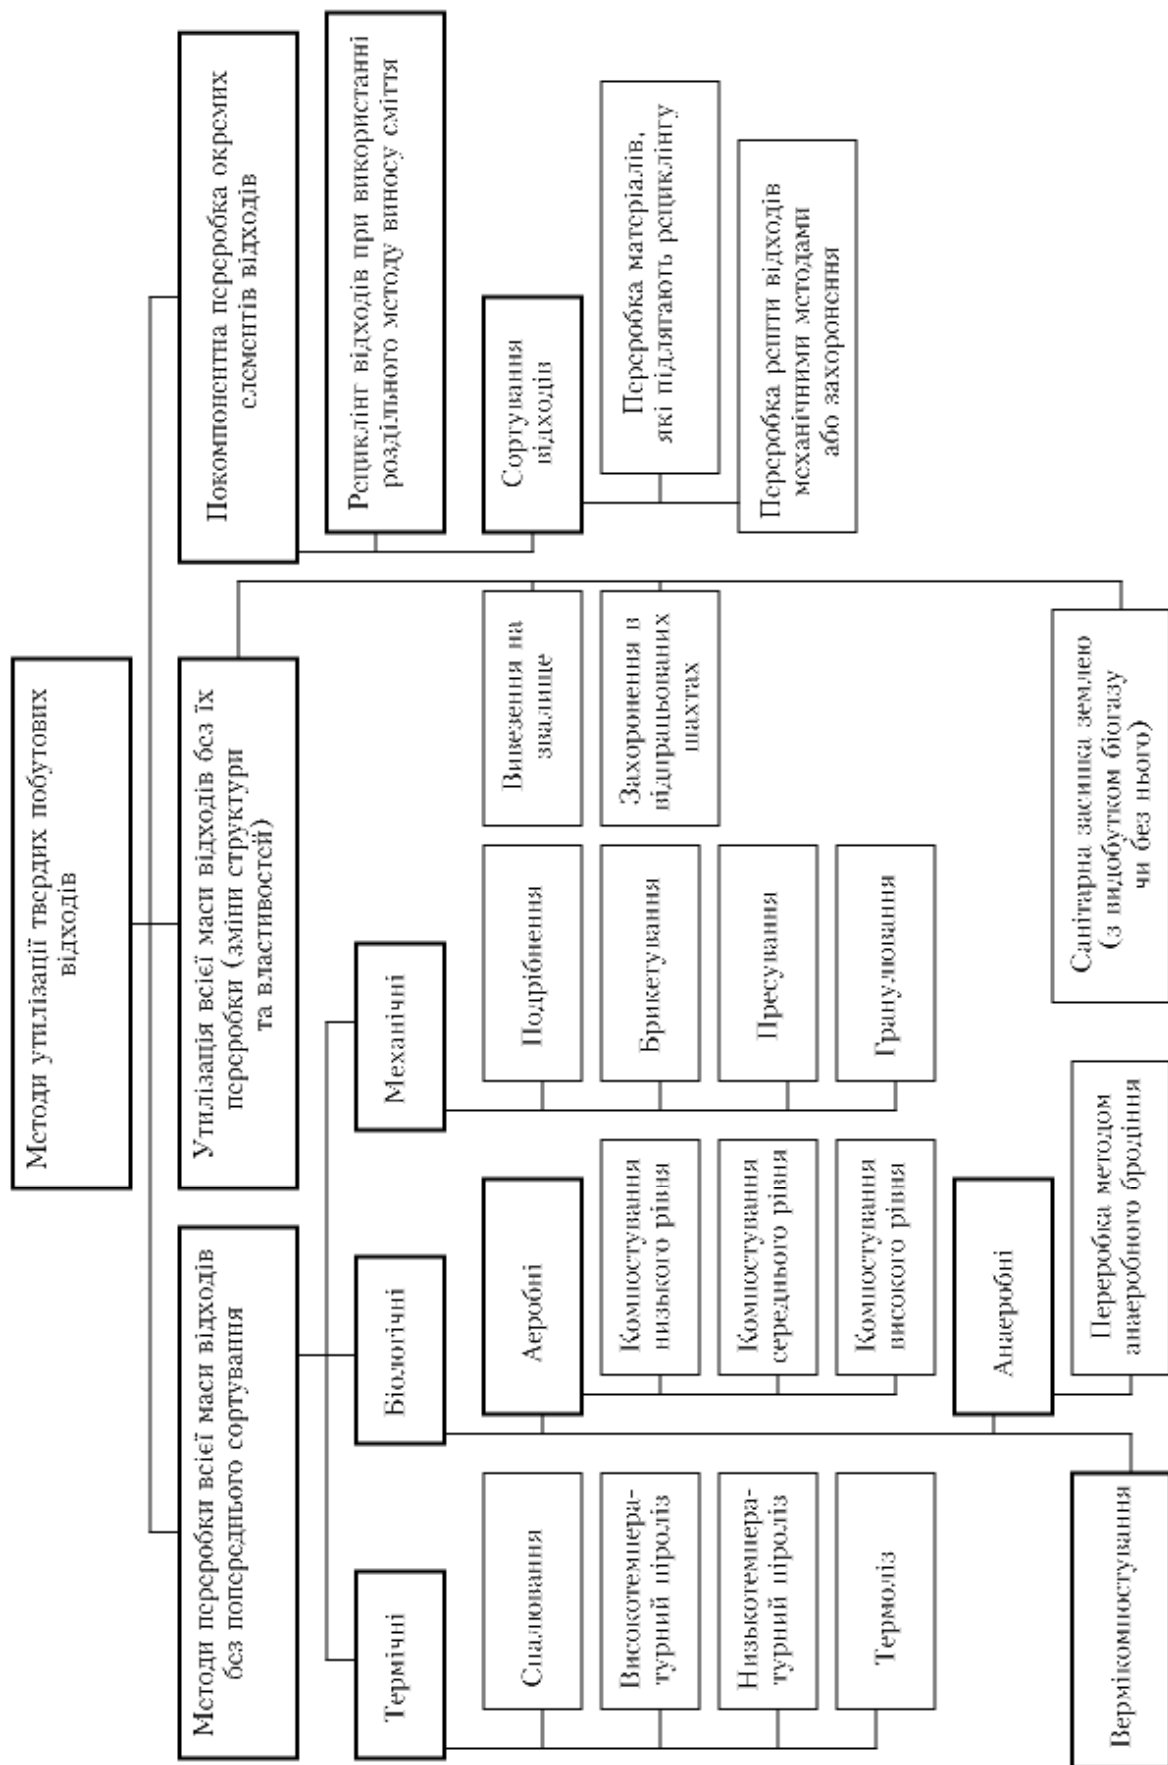 Методи утилізації твердих побутових
відходів
Методи переробки всієї маси відходів
без попереднього сортування
Утилізація всієї маси відходів без їх
переробки (зміни структури
та властивостей)
Покомпонентна переробка окремих
елементів відходів
Термічні
Біологічні
Механічні
Рециклінг відходів при використанні
роздільного методу виносу сміття
Спалювання
Аеробні
Подрібнення
Вивезення на
звалище
Сортування
відходів
Високотемпера-
турний піроліз
Компостування
низького рівня
Брикетування
Захоронення в
відпрацьованих
шахтах
Переробка матеріалів,
які підлягають рециклінгу
Низькотемпера-
турний піроліз
Компостування
середнього рівня
Пресування
Переробка решти відходів
механічними методами
або захоронення
Термоліз
Компостування
високого рівня
Гранулювання
Анаеробні
Вермікомпостування
Переробка методом
анаеробного бродіння
Санітарна засипка землею
(з видобутком біогазу
чи без нього)